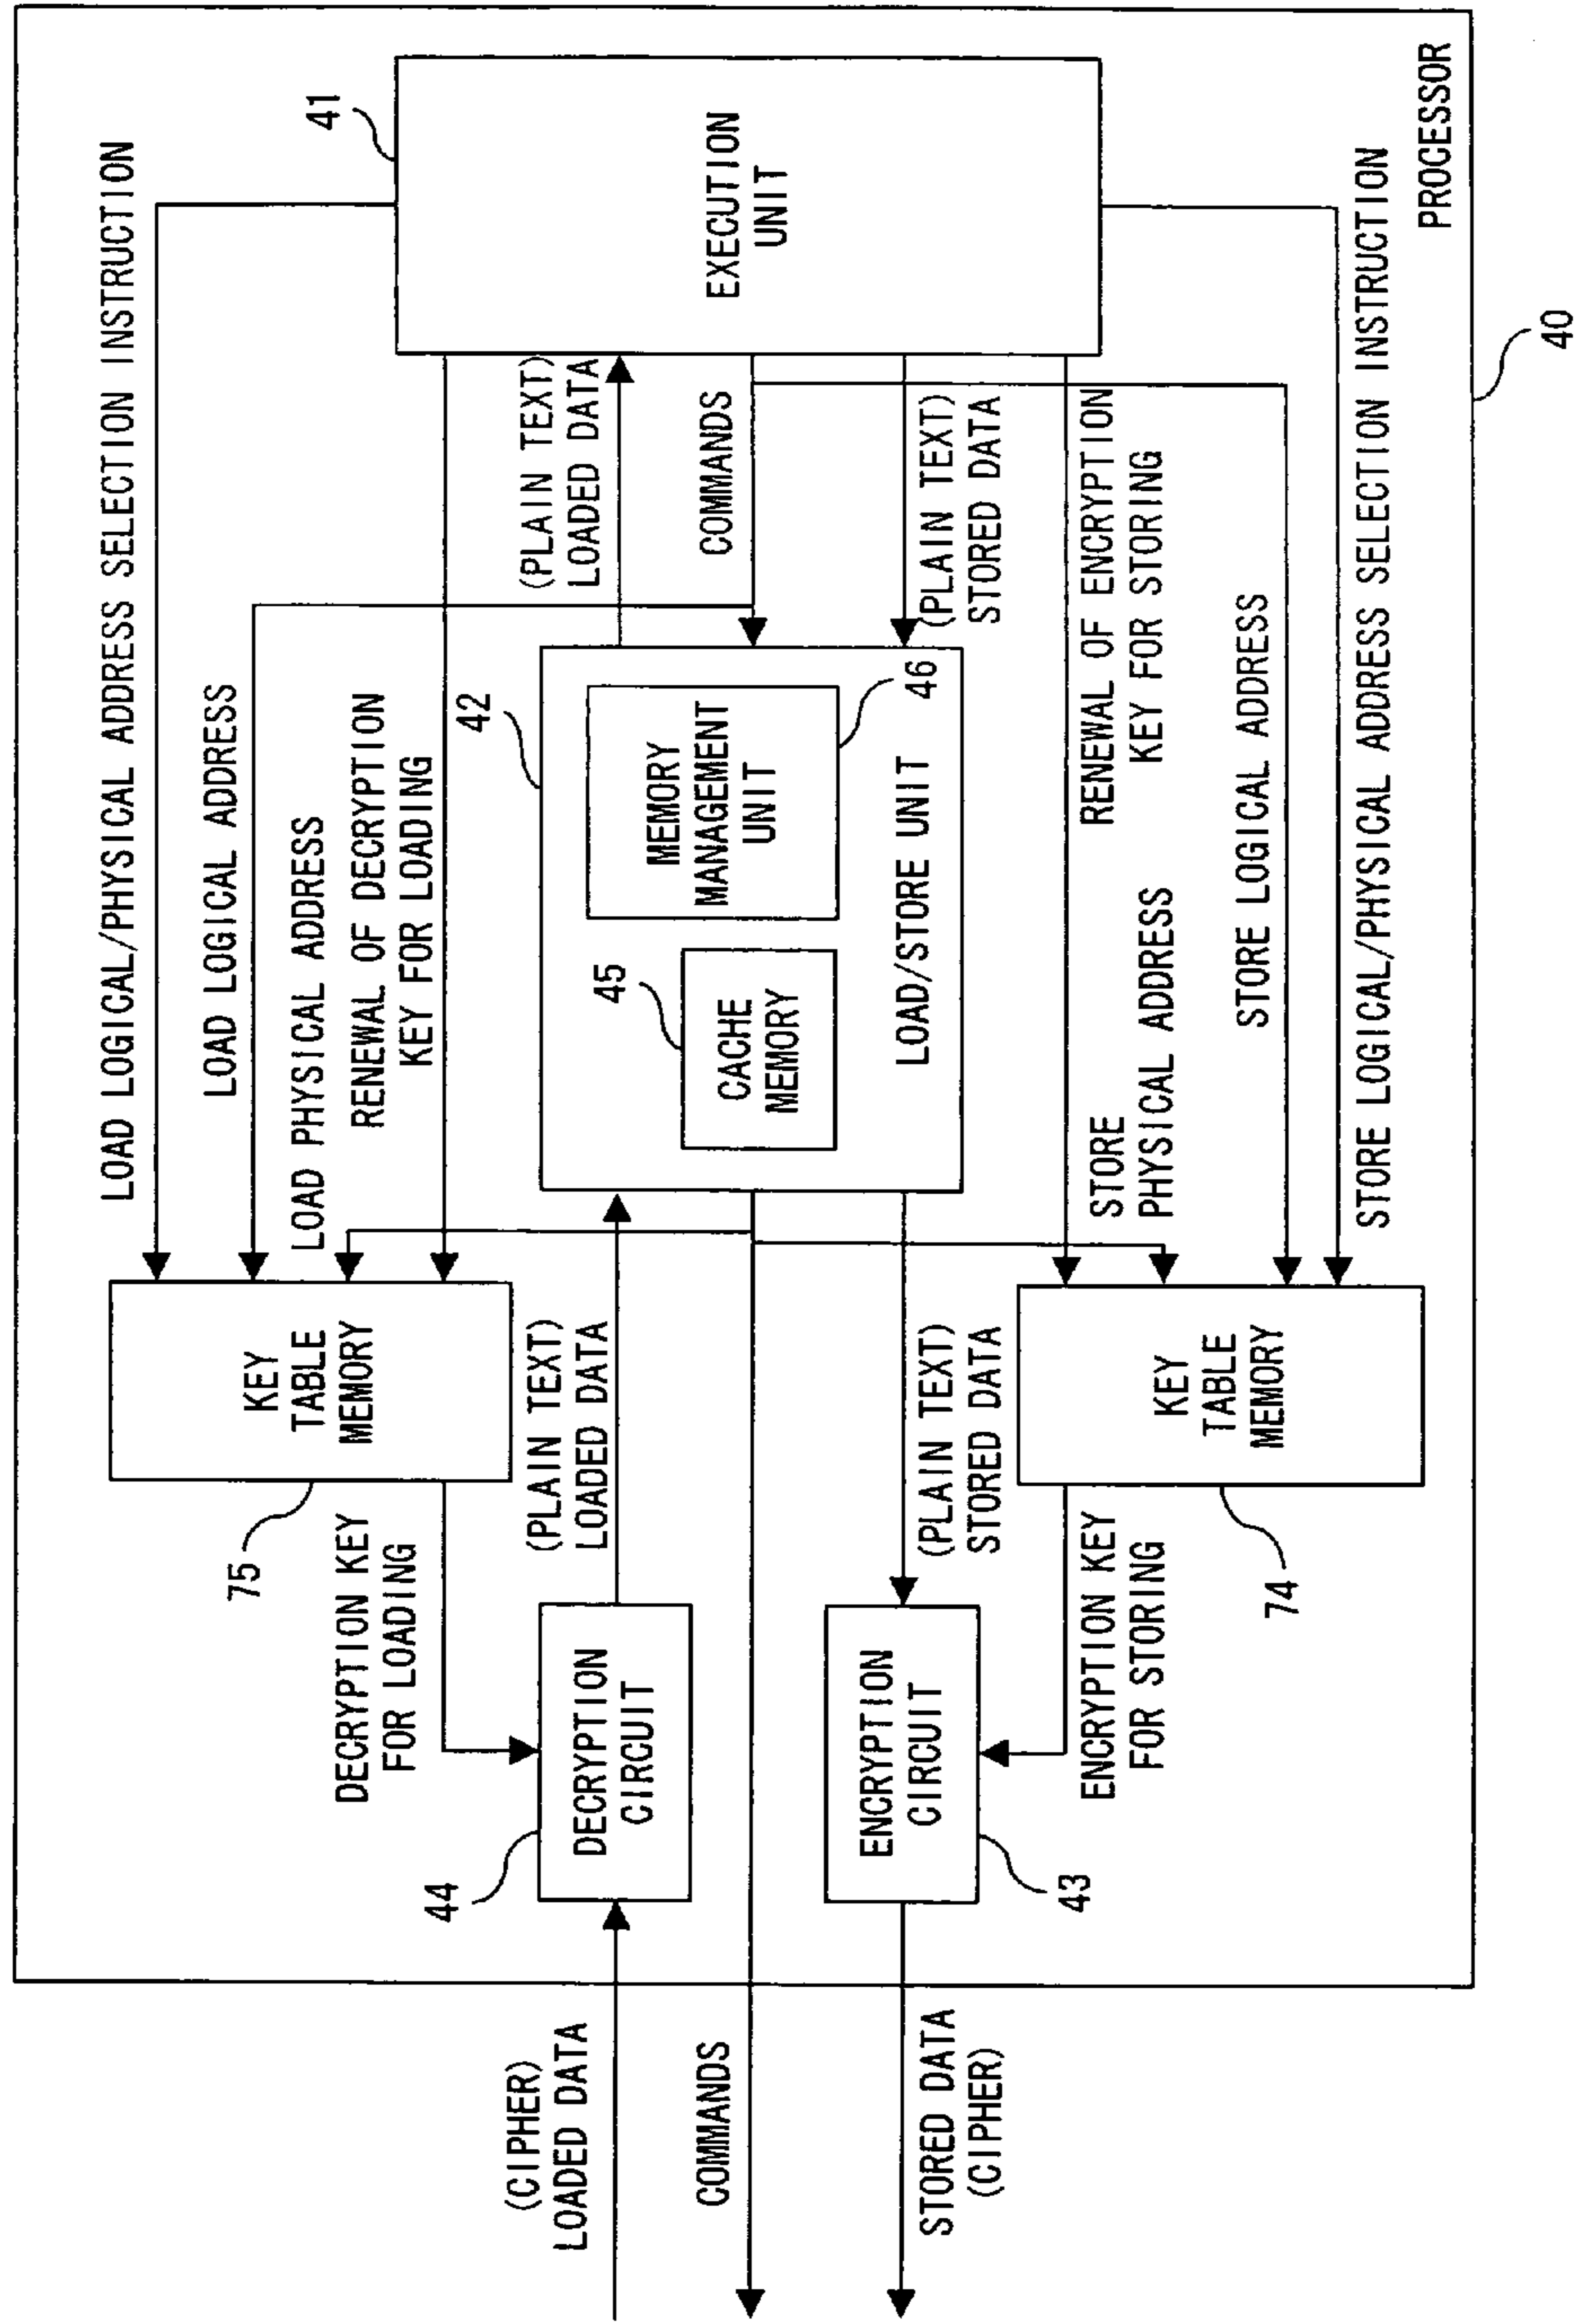 LOAD LOGICAL/PHYSICAL ADDRESS SELECTION INSTRUCTION
41
LOAD LOGICAL ADDRESS
LOAD PHYSICAL ADDRESS
RENEWAL OF DECRYPTION
KEY FOR LOADING
KEY
TABLE
MEMORY
75
DECRYPTION KEY
FOR LOADING
42
(PLAIN TEXT)
LOADED DATA
(PLAIN TEXT)
LOADED DATA
(CIPHER)
LOADED DATA
44
DECRYPTION
CIRCUIT
45
CACHE
MEMORY
MEMORY
MANAGEMENT
UNIT
46
LOAD/STORE UNIT
EXECUTION
UNIT
COMMANDS
COMMANDS
STORED DATA
(CIPHER)
ENCRYPTION
CIRCUIT
43
(PLAIN TEXT)
STORED DATA
(PLAIN TEXT)
STORED DATA
ENCRYPTION KEY
FOR STORING
STORE
PHYSICAL ADDRESS
RENEWAL OF ENCRYPTION
KEY FOR STORING
KEY
TABLE
MEMORY
74
STORE LOGICAL ADDRESS
STORE LOGICAL/PHYSICAL ADDRESS SELECTION INSTRUCTION
PROCESSOR
40